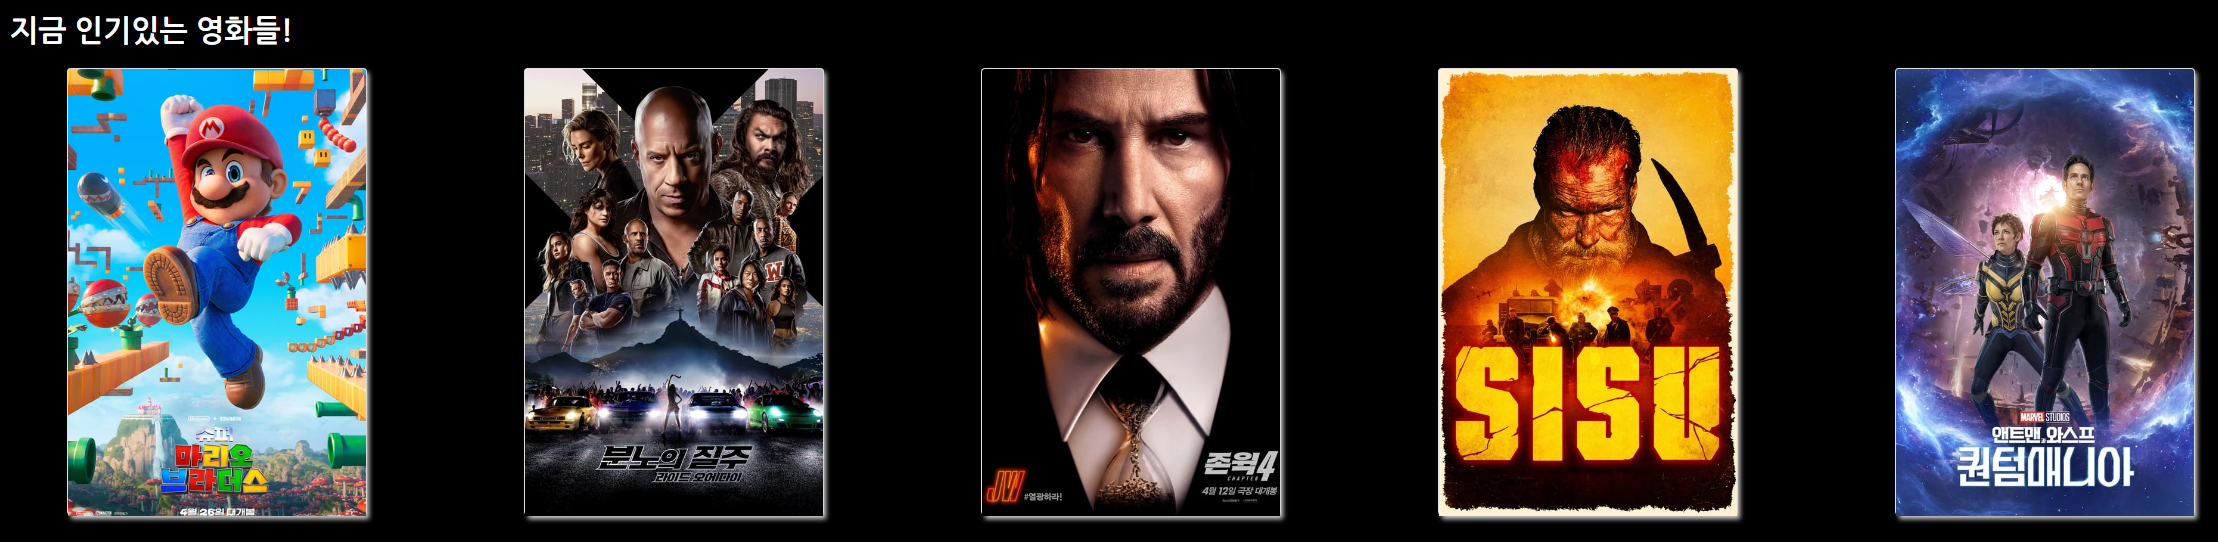 지금 인기있는 영화들!
M
슈퍼
마리오
브라더스
4월 26일 대개봉
W
분노의 질주
라이드 오어 다이
JW
#열광하라!
존윅4
CHAPTER
4월 12일 극장 대개봉
SISU
MARVEL STUDIOS
앤트맨, 와스프
퀀텀매니아